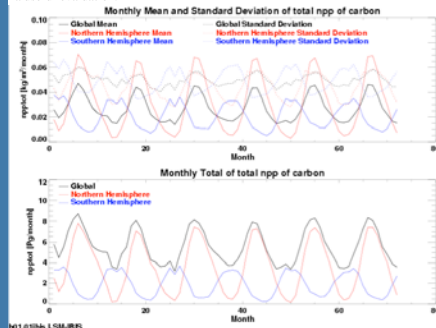 Monthly Mean and Standard Deviation of total npp of carbon
Global Mean Global Standard Deviation
Northern Hemisphere Mean Northern Hemisphere Standard Deviation
Southern Hemisphere Mean Southern Hemisphere Standard Deviation
npptot [kg/m²/month]
0.10
0.08
0.06
0.04
0.02
0.00
0 20 40 60 80
Month
Monthly Total of total npp of carbon
Global
Northern Hemisphere
Southern Hemisphere
npptot [Pg/month]
12
10
8
6
4
2
0
0 20 40 60 80
Month
LSM-IBIS